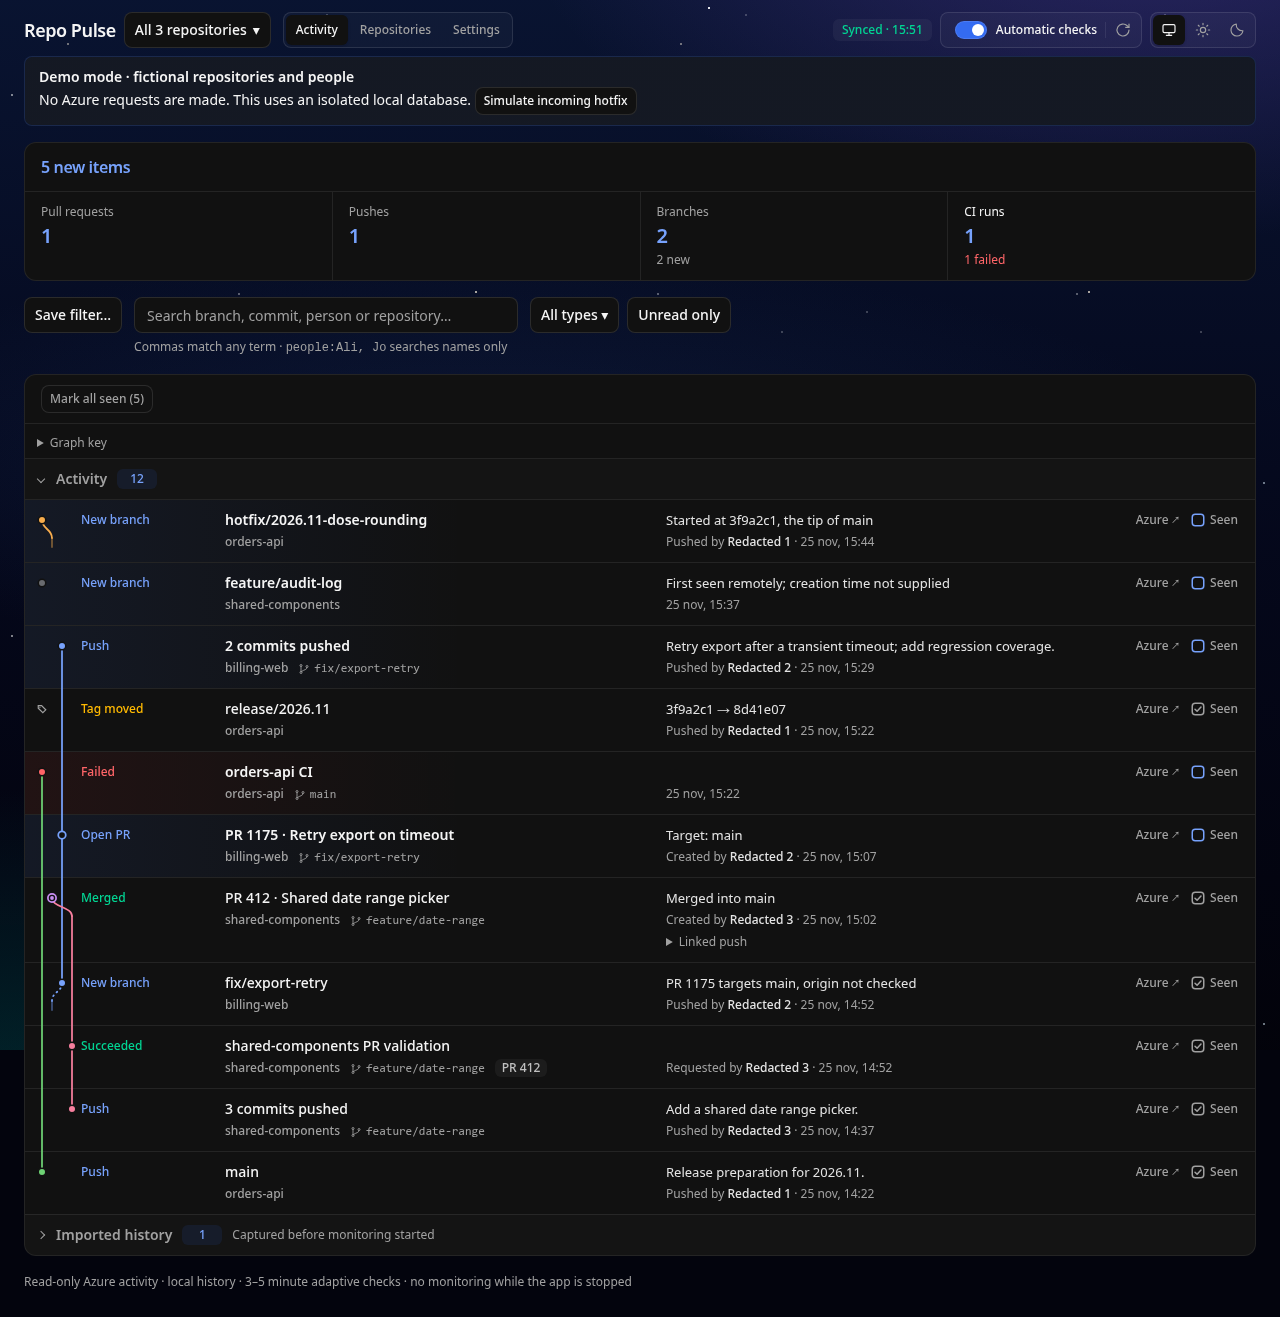 Repo Pulse All 3 repositories ▾ Activity Repositories Settings Synced · 15:51 Automatic checks
Demo mode · fictional repositories and people
No Azure requests are made. This uses an isolated local database. Simulate incoming hotfix
5 new items
Pull requests Pushes Branches CI runs
1 1 2 1
2 new 1 failed
Save filter… Search branch, commit, person or repository… All types ▾ Unread only
Commas match any term · people:Ali, Jo searches names only
Mark all seen (5)
Graph key
Activity 12
New branch hotfix/2026.11-dose-rounding Started at 3f9a2c1, the tip of main Azure ↗ Seen
orders-api Pushed by Redacted 1 · 25 nov, 15:44
New branch feature/audit-log First seen remotely; creation time not supplied Azure ↗ Seen
shared-components 25 nov, 15:37
Push 2 commits pushed Retry export after a transient timeout; add regression coverage. Azure ↗ Seen
billing-web fix/export-retry Pushed by Redacted 2 · 25 nov, 15:29
Tag moved release/2026.11 3f9a2c1 → 8d41e07 Azure ↗ Seen
orders-api Pushed by Redacted 1 · 25 nov, 15:22
Failed orders-api CI Azure ↗ Seen
orders-api main 25 nov, 15:22
Open PR PR 1175 · Retry export on timeout Target: main Azure ↗ Seen
billing-web fix/export-retry Created by Redacted 2 · 25 nov, 15:07
Merged PR 412 · Shared date range picker Merged into main Azure ↗ Seen
shared-components feature/date-range Created by Redacted 3 · 25 nov, 15:02
Linked push
New branch fix/export-retry PR 1175 targets main, origin not checked Azure ↗ Seen
billing-web Pushed by Redacted 2 · 25 nov, 14:52
Succeeded shared-components PR validation Azure ↗ Seen
shared-components feature/date-range PR 412 Requested by Redacted 3 · 25 nov, 14:52
Push 3 commits pushed Add a shared date range picker. Azure ↗ Seen
shared-components feature/date-range Pushed by Redacted 3 · 25 nov, 14:37
Push main Release preparation for 2026.11. Azure ↗ Seen
orders-api Pushed by Redacted 1 · 25 nov, 14:22
Imported history 1 Captured before monitoring started
Read-only Azure activity · local history · 3–5 minute adaptive checks · no monitoring while the app is stopped